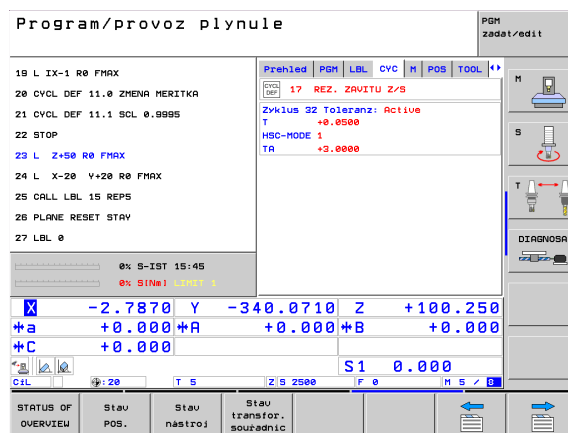 Program/provoz plynule
PGM
zadat/edit
19 L IX-1 R0 FMAX
20 CYCL DEF 11.0 ZMENA MERITKA
21 CYCL DEF 11.1 SCL 0.9995
22 STOP
23 L Z+50 R0 FMAX
24 L X-20 Y+20 R0 FMAX
25 CALL LBL 15 REP5
26 PLANE RESET STAY
27 LBL 0
Prehled PGM LBL CYC M POS TOOL
CYCL DEF 17 REZ. ZAVITU Z/S
Zyklus 32 Toleranz: Active
T +0.0500
HSC-MODE 1
TA +3.0000
M
S
T
DIAGNOSA
0% S-IST 15:45
0% S[Nm] LIMIT 1
X -2.7870 Y -340.0710 Z +100.250
a +0.000 A +0.000 B +0.000
C +0.000
S1 0.000
CíL : 20 T 5 Z S 2500 F 0 M 5 / 8
STATUS OF OVERVIEW
Stav POS.
Stav nástroj
Stav transfor. souřadnic